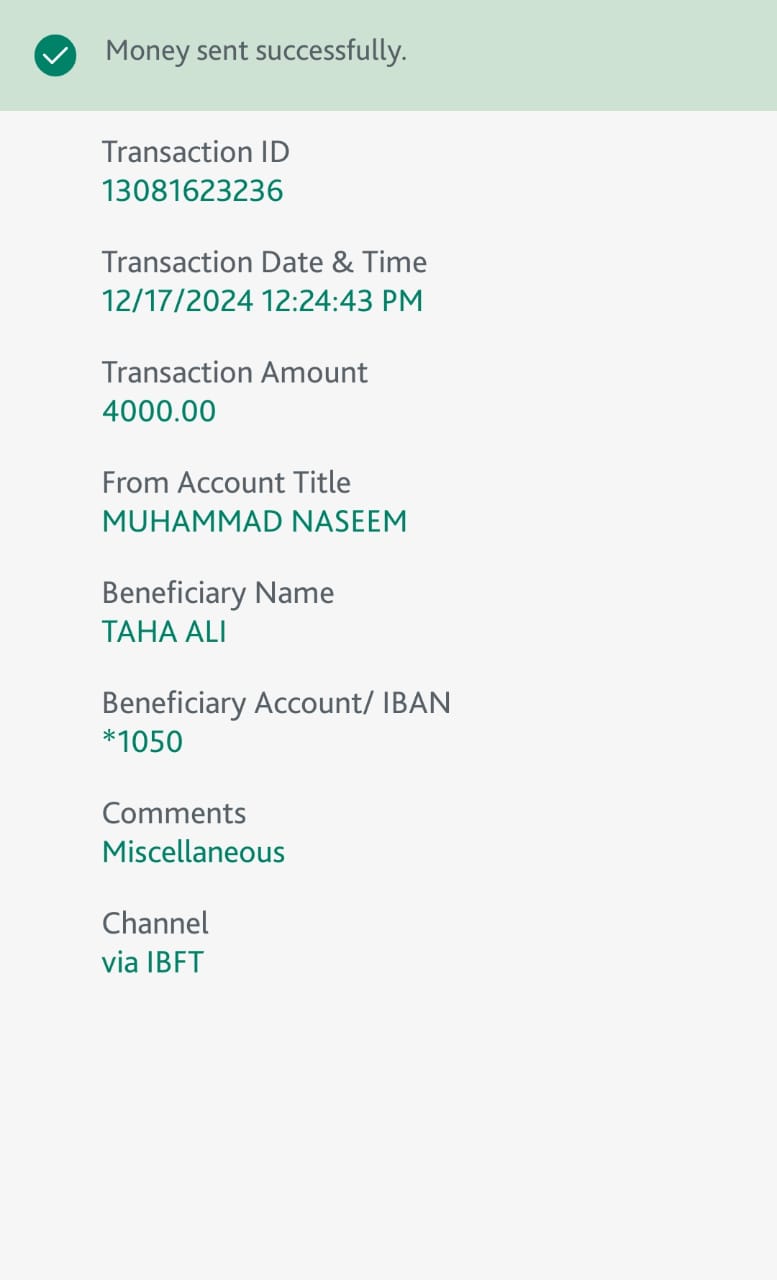 Money sent successfully.
Transaction ID
13081623236
Transaction Date & Time
12/17/2024 12:24:43 PM
Transaction Amount
4000.00
From Account Title
MUHAMMAD NASEEM
Beneficiary Name
TAHA ALI
Beneficiary Account/ IBAN
*1050
Comments
Miscellaneous
Channel
via IBFT